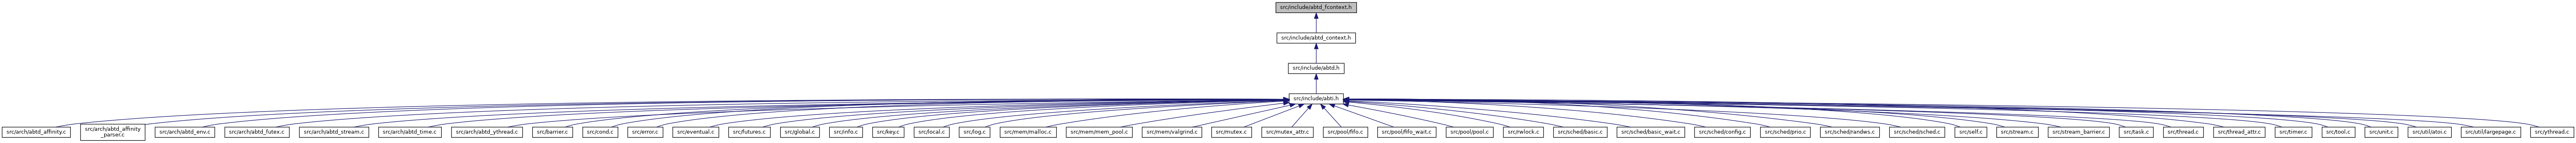 src/include/abtd_fcontext.h
src/include/abtd_context.h
src/include/abtd.h
src/include/abti.h
src/arch/abtd_affinity.c
src/arch/abtd_affinity
_parser.c
src/arch/abtd_env.c
src/arch/abtd_futex.c
src/arch/abtd_stream.c
src/arch/abtd_time.c
src/arch/abtd_ythread.c
src/barrier.c
src/cond.c
src/error.c
src/eventual.c
src/futures.c
src/global.c
src/info.c
src/key.c
src/local.c
src/log.c
src/mem/malloc.c
src/mem/mem_pool.c
src/mem/valgrind.c
src/mutex.c
src/mutex_attr.c
src/pool/fifo.c
src/pool/fifo_wait.c
src/pool/pool.c
src/rwlock.c
src/sched/basic.c
src/sched/basic_wait.c
src/sched/config.c
src/sched/prio.c
src/sched/randws.c
src/sched/sched.c
src/self.c
src/stream.c
src/stream_barrier.c
src/task.c
src/thread.c
src/thread_attr.c
src/timer.c
src/tool.c
src/unit.c
src/util/atoi.c
src/util/largepage.c
src/ythread.c